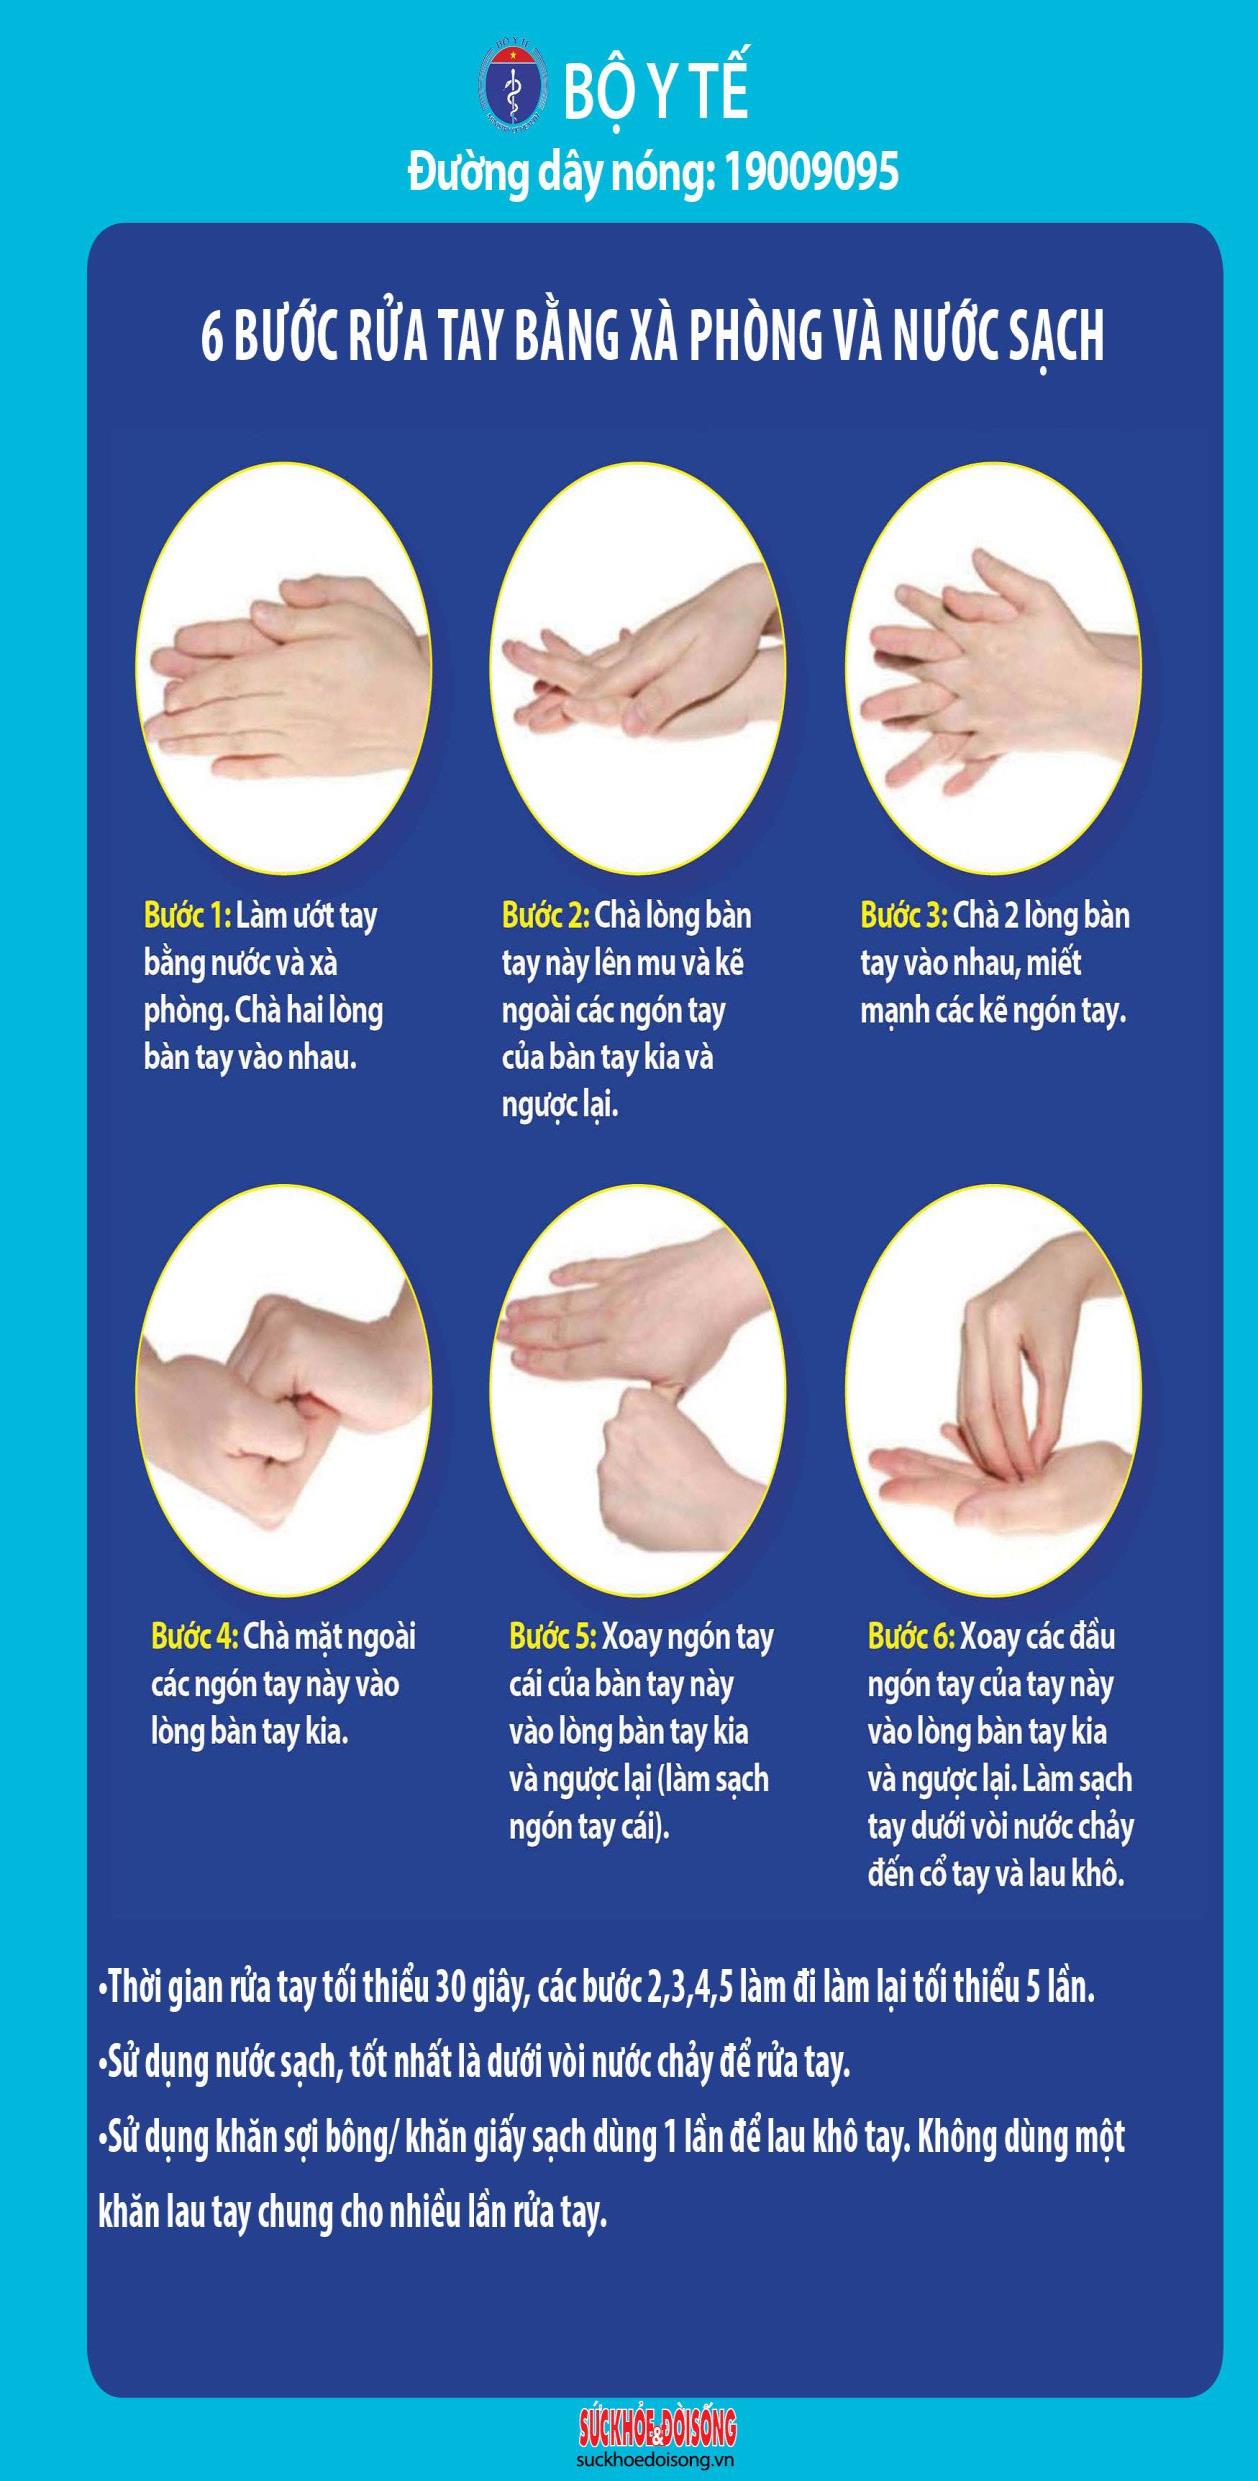 BỘ Y TẾ
BỘ Y TẾ
Đường dây nóng: 19009095
6 BƯỚC RỬA TAY BẰNG XÀ PHÒNG VÀ NƯỚC SẠCH
Bước 1: Làm ướt tay
bằng nước và xà
phòng. Chà hai lòng
bàn tay vào nhau.
Bước 2: Chà lòng bàn
tay này lên mu và kẽ
ngoài các ngón tay
của bàn tay kia và
ngược lại.
Bước 3: Chà 2 lòng bàn
tay vào nhau, miết
mạnh các kẽ ngón tay.
Bước 4: Chà mặt ngoài
các ngón tay này vào
lòng bàn tay kia.
Bước 5: Xoay ngón tay
cái của bàn tay này
vào lòng bàn tay kia
và ngược lại (làm sạch
ngón tay cái).
Bước 6: Xoay các đầu
ngón tay của tay này
vào lòng bàn tay kia
và ngược lại. Làm sạch
tay dưới vòi nước chảy
đến cổ tay và lau khô.
•Thời gian rửa tay tối thiểu 30 giây, các bước 2,3,4,5 làm đi làm lại tối thiểu 5 lần.
•Sử dụng nước sạch, tốt nhất là dưới vòi nước chảy để rửa tay.
•Sử dụng khăn sợi bông/ khăn giấy sạch dùng 1 lần để lau khô tay. Không dùng một
khăn lau tay chung cho nhiều lần rửa tay.
SỨCKHỎE&ĐỜISỐNG
suckhoedoisong.vn